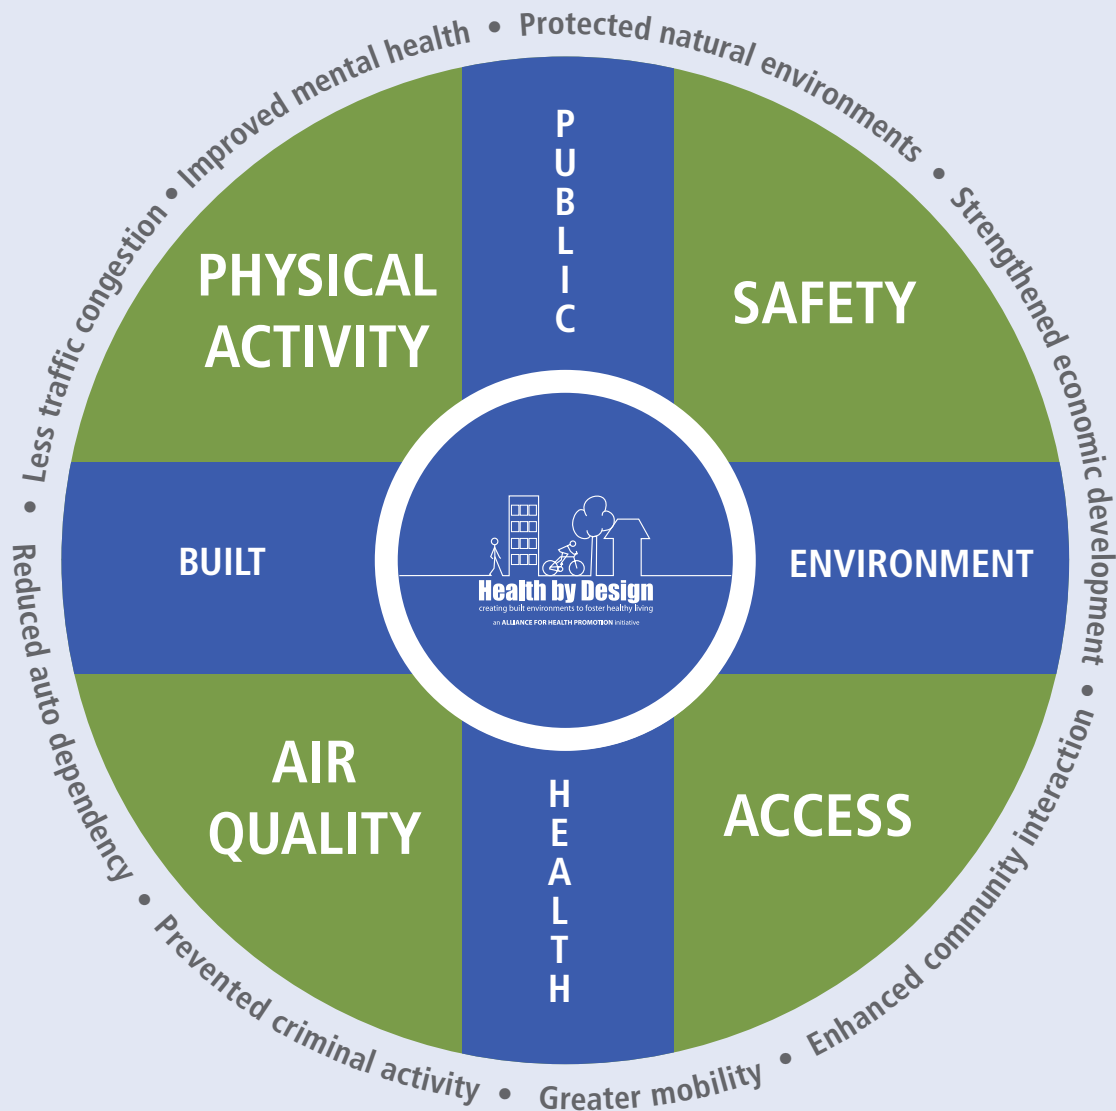 Improved mental health • Protected natural environments • Strengthened economic development • Enhanced community interaction • Greater mobility • Prevented criminal activity • Reduced auto dependency • Less traffic congestion •
PUBLIC
PHYSICAL
ACTIVITY
SAFETY
BUILT
ENVIRONMENT
Health by Design
creating built environments to foster healthy living
an ALLIANCE FOR HEALTH PROMOTION initiative
AIR
QUALITY
ACCESS
HEALTH